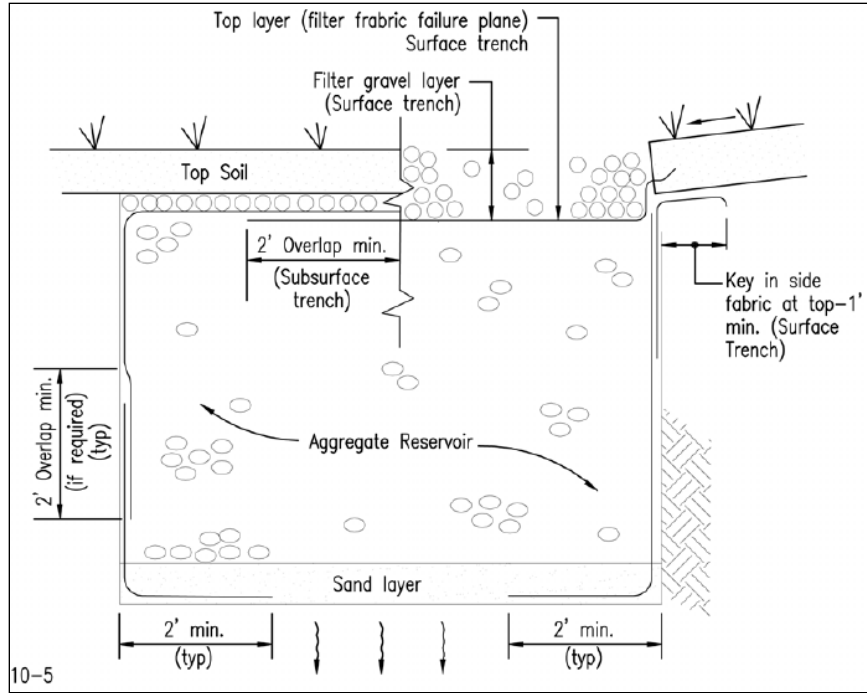 Top layer (filter frabric failure plane)
Surface trench
Filter gravel layer
(Surface trench)
Top Soil
2' Overlap min.
(Subsurface
trench)
Key in side
fabric at top-1'
min. (Surface
Trench)
2' Overlap min.
(if required)
(typ)
Aggregate Reservoir
Sand layer
2' min.
(typ)
2' min.
(typ)
10-5